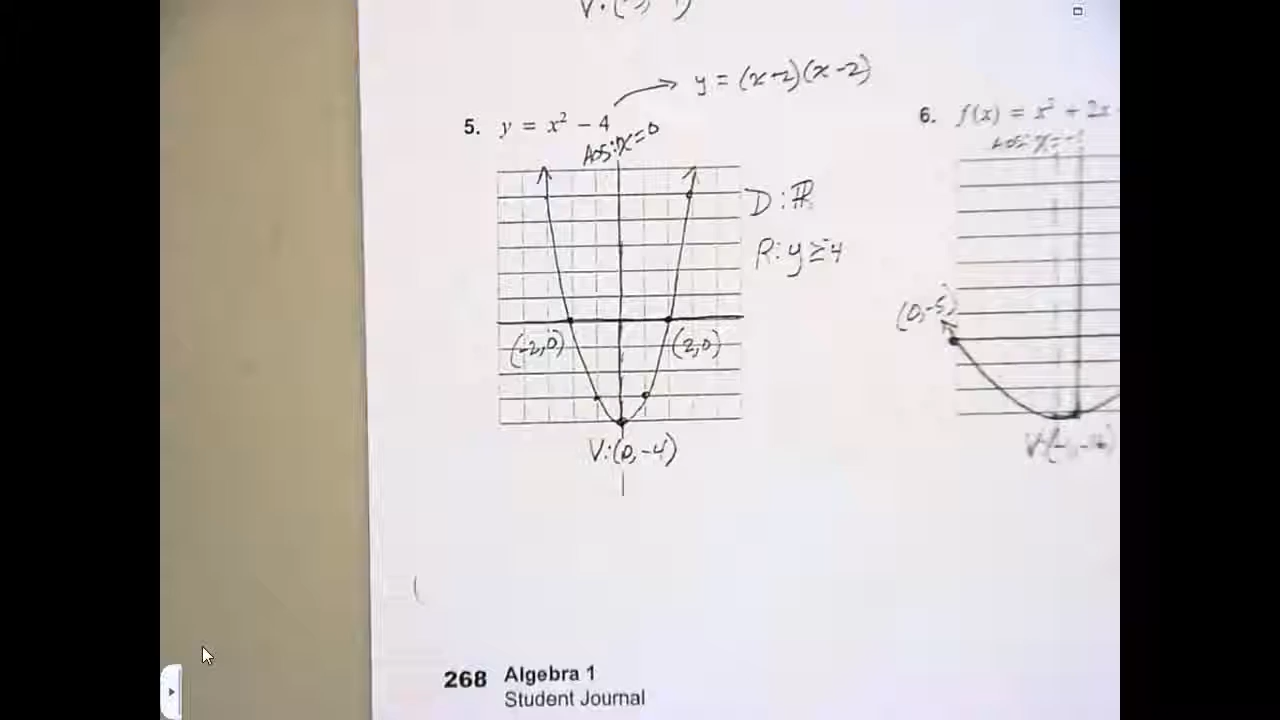 y = (x+2)(x-2)
5. y = x² - 4
AOS: x=0
D: ℝ
R: y ≥ -4
(-2,0)
(2,0)
V: (0,-4)
6. f(x) = x² + 2x
(0,-5)
268 Algebra 1
Student Journal